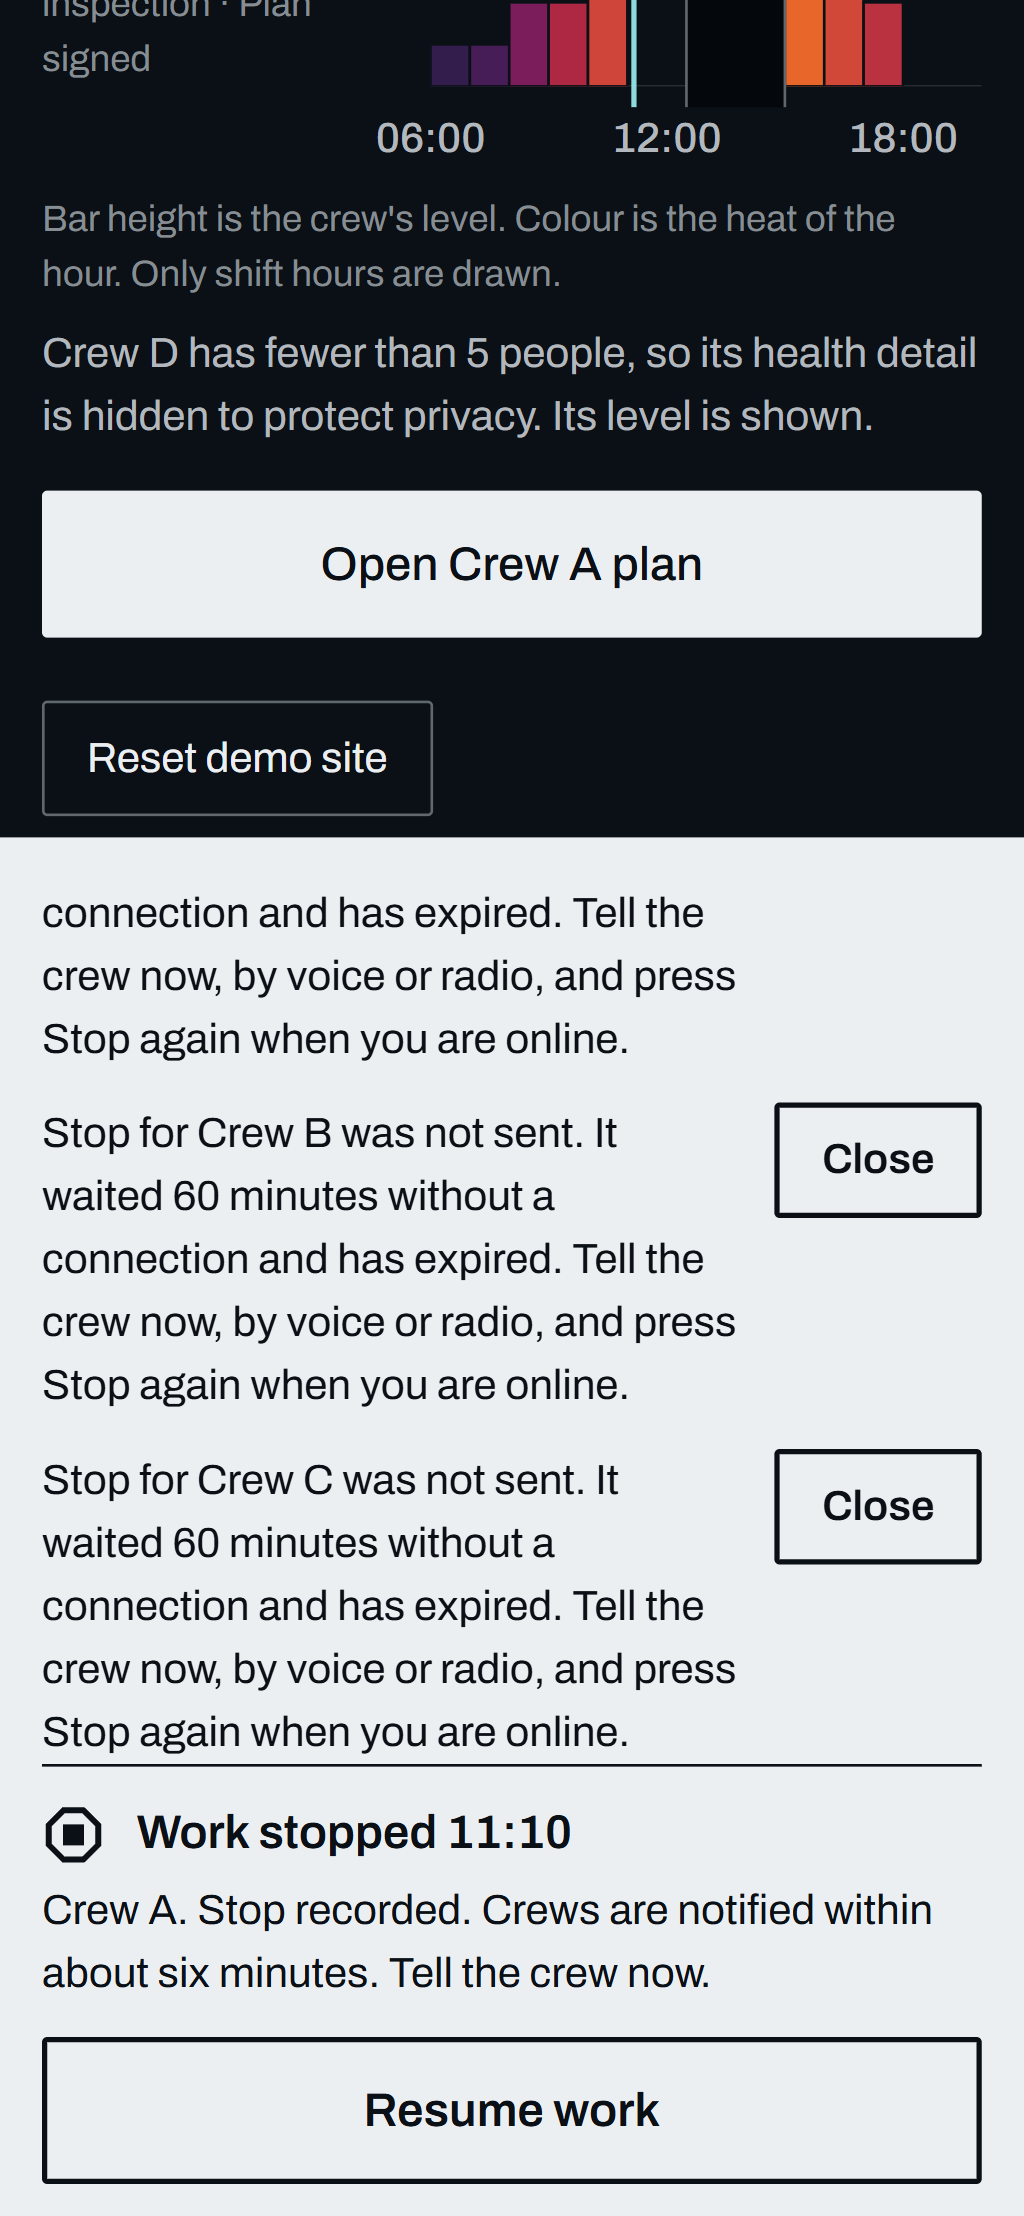 inspection · Plan
signed
06:00 12:00 18:00
Bar height is the crew's level. Colour is the heat of the
hour. Only shift hours are drawn.
Crew D has fewer than 5 people, so its health detail
is hidden to protect privacy. Its level is shown.
Open Crew A plan
Reset demo site
connection and has expired. Tell the
crew now, by voice or radio, and press
Stop again when you are online.
Stop for Crew B was not sent. It
waited 60 minutes without a
connection and has expired. Tell the
crew now, by voice or radio, and press
Stop again when you are online.
Close
Stop for Crew C was not sent. It
waited 60 minutes without a
connection and has expired. Tell the
crew now, by voice or radio, and press
Stop again when you are online.
Close
Work stopped 11:10
Crew A. Stop recorded. Crews are notified within
about six minutes. Tell the crew now.
Resume work